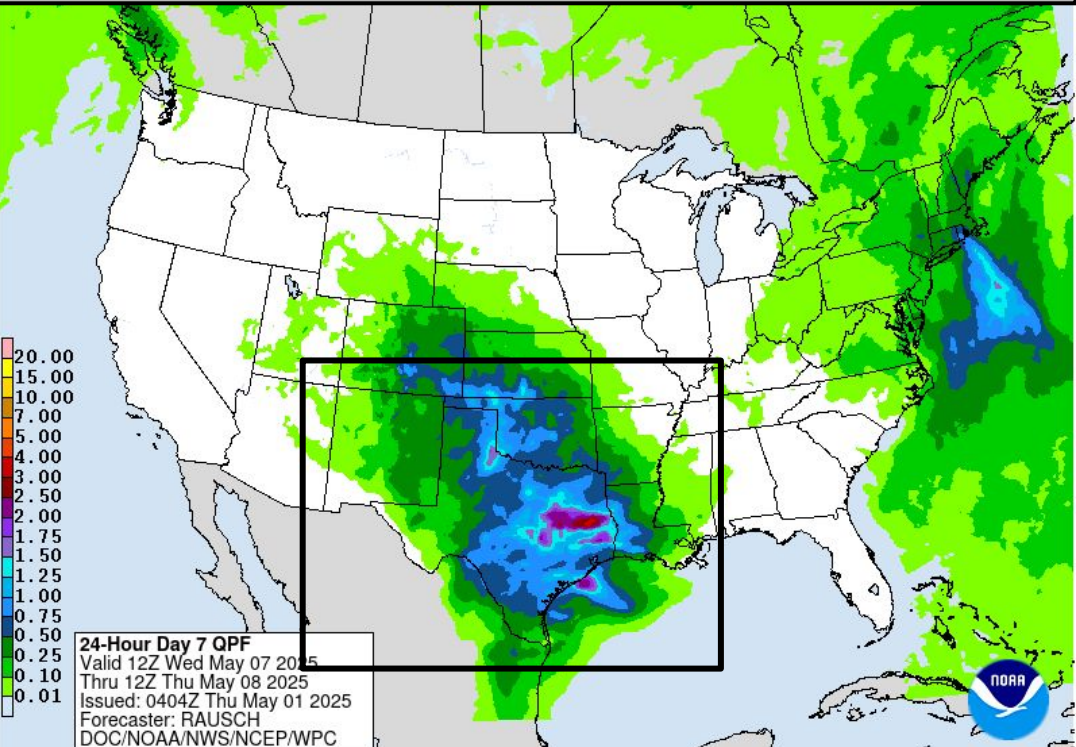 20.00
15.00
10.00
7.00
5.00
4.00
3.00
2.50
2.00
1.75
1.50
1.25
1.00
0.75
0.50
0.25
0.10
0.01
24-Hour Day 7 QPF
Valid 12Z Wed May 07 2025
Thru 12Z Thu May 08 2025
Issued: 0404Z Thu May 01 2025
Forecaster: RAUSCH
DOC/NOAA/NWS/NCEP/WPC
NOAA